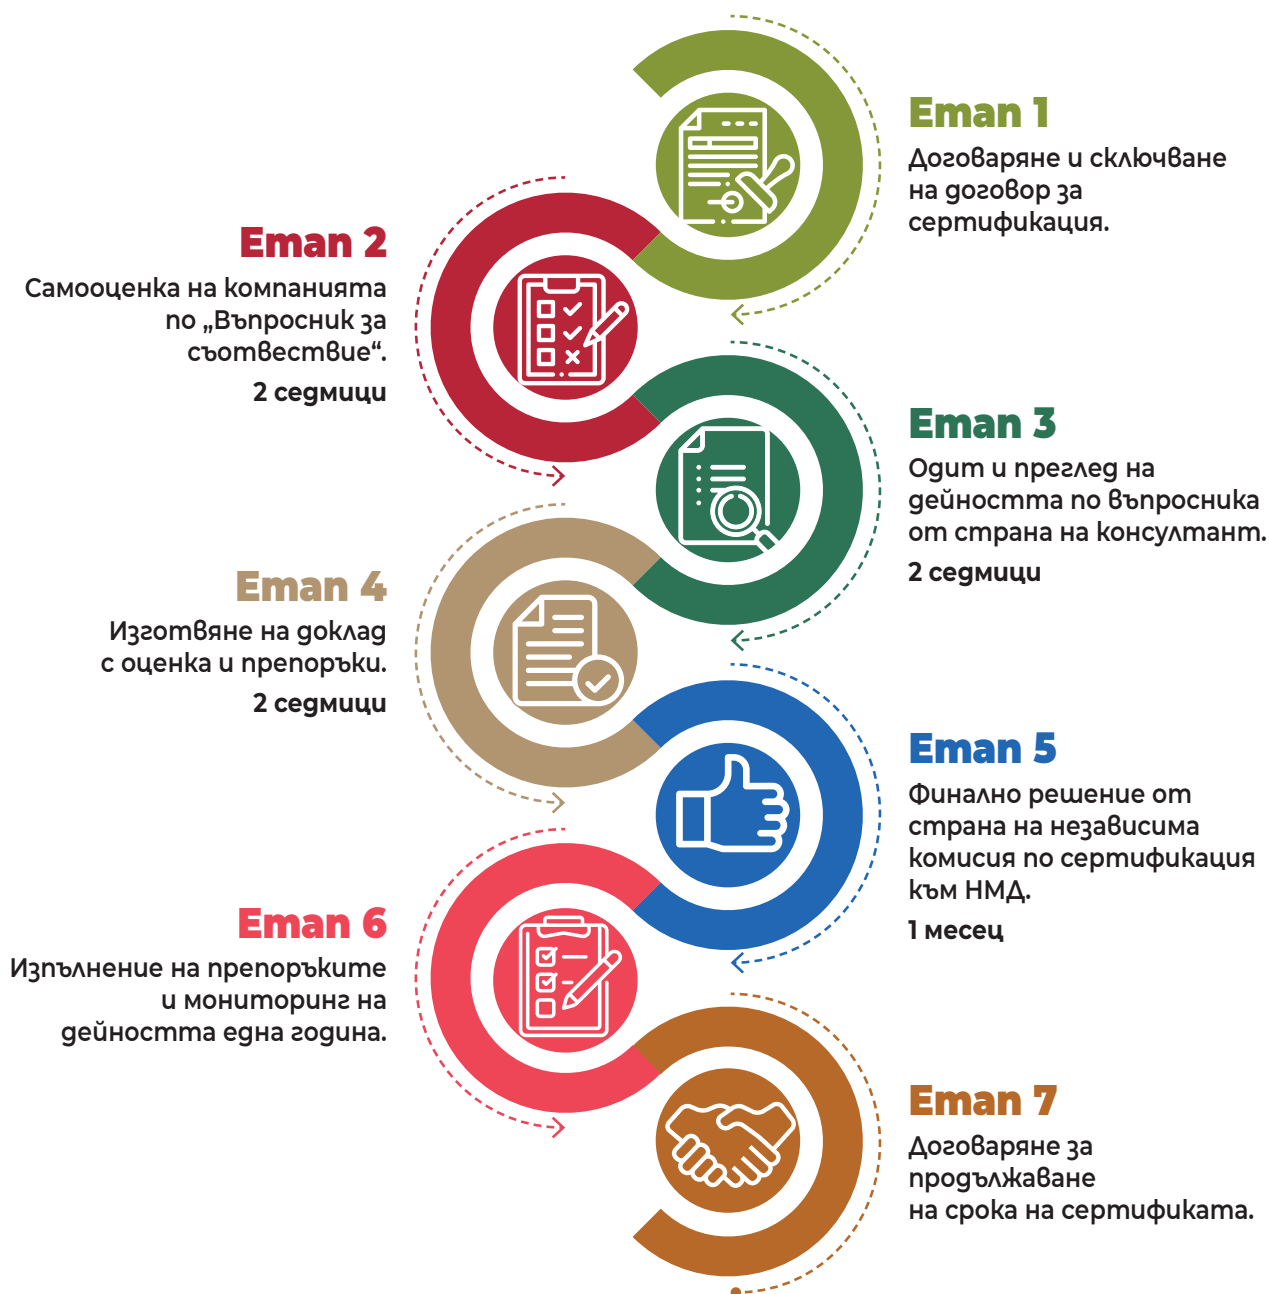 Етап 1
Договаряне и сключване
на договор за
сертификация.
Етап 2
Самооценка на компанията
по „Въпросник за
съотвествие“.
2 седмици
Етап 3
Одит и преглед на
дейността по въпросника
от страна на консултант.
2 седмици
Етап 4
Изготвяне на доклад
с оценка и препоръки.
2 седмици
Етап 5
Финално решение от
страна на независима
комисия по сертификация
към НМД.
1 месец
Етап 6
Изпълнение на препоръките
и мониторинг на
дейността една година.
Етап 7
Договаряне за
продължаване
на срока на сертификата.